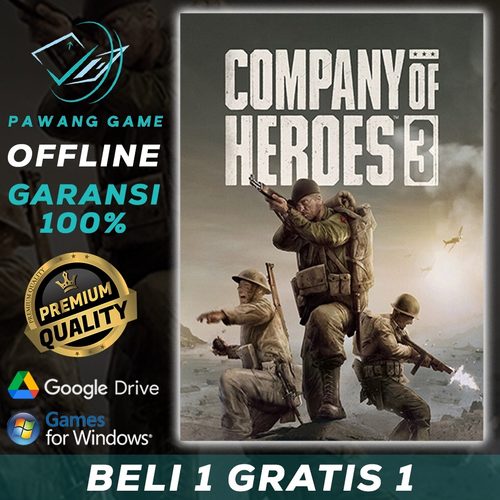 PAWANG GAME
OFFLINE
GARANSI
100%
PREMIUM
QUALITY
Google Drive
Games
for Windows®
COMPANY OF
HEROES 3
™
BELI 1 GRATIS 1